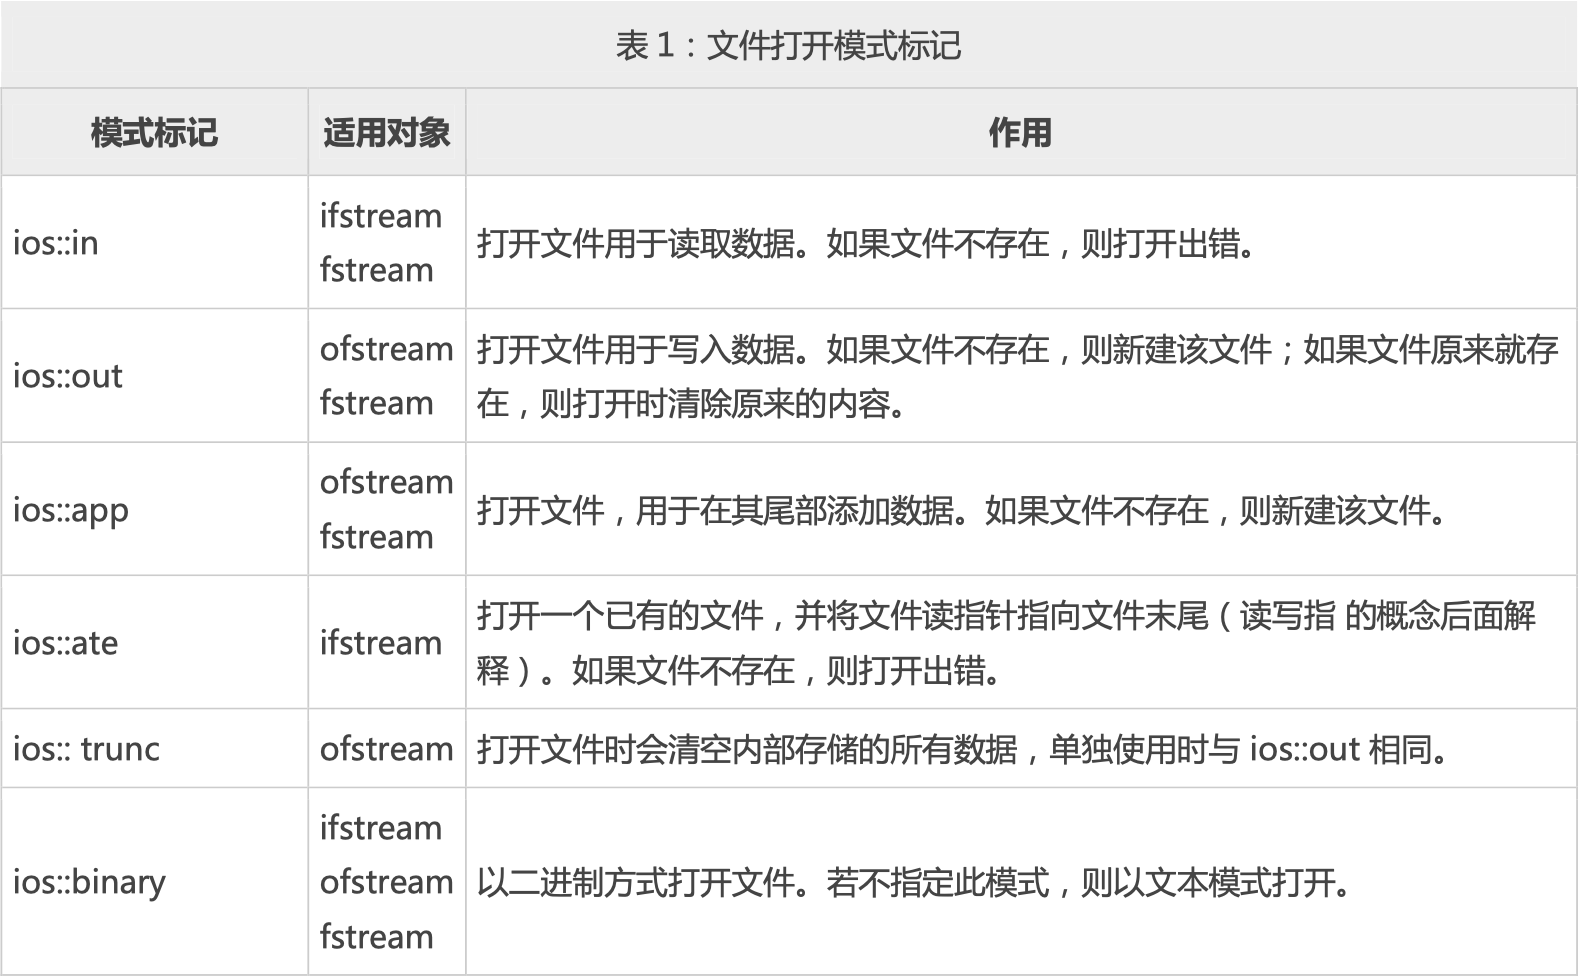 表 1：文件打开模式标记
模式标记 适用对象 作用
ios::in
ifstream
fstream
打开文件用于读取数据。如果文件不存在，则打开出错。
ios::out
ofstream
fstream
打开文件用于写入数据。如果文件不存在，则新建该文件；如果文件原来就存
在，则打开时清除原来的内容。
ios::app
ofstream
fstream
打开文件，用于在其尾部添加数据。如果文件不存在，则新建该文件。
ios::ate
ifstream
打开一个已有的文件，并将文件读指针指向文件末尾（读写指 的概念后面解
释）。如果文件不存在，则打开出错。
ios:: trunc
ofstream
打开文件时会清空内部存储的所有数据，单独使用时与 ios::out 相同。
ios::binary
ifstream
ofstream
fstream
以二进制方式打开文件。若不指定此模式，则以文本模式打开。